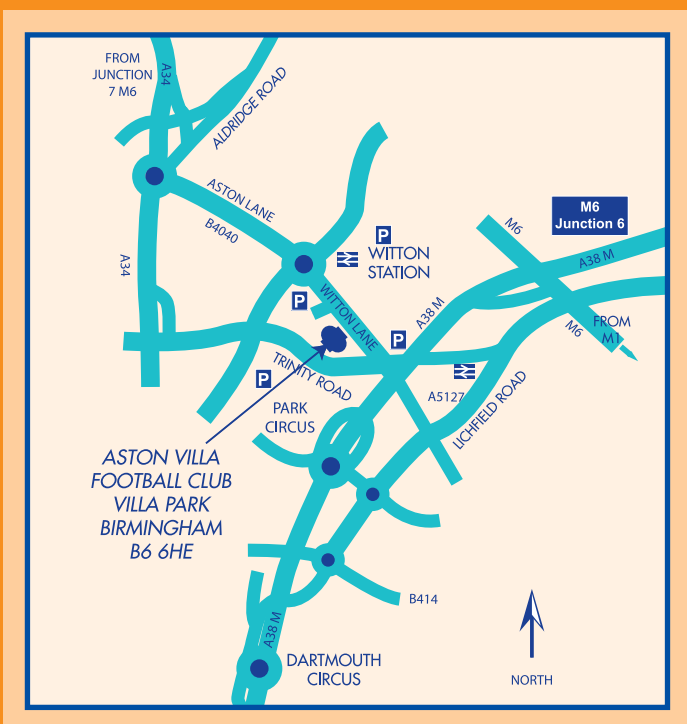 FROM
JUNCTION
7 M6
A34
ALDRIDGE ROAD
ASTON LANE
B4040
A34
P
WITTON
STATION
M6
Junction 6
M6
A38 M
M6
FROM
M1
P
WITTON LANE
A38 M
P
TRINITY ROAD
P
A5127
LICHFIELD ROAD
PARK
CIRCUS
ASTON VILLA
FOOTBALL CLUB
VILLA PARK
BIRMINGHAM
B6 6HE
B414
A38 M
DARTMOUTH
CIRCUS
NORTH